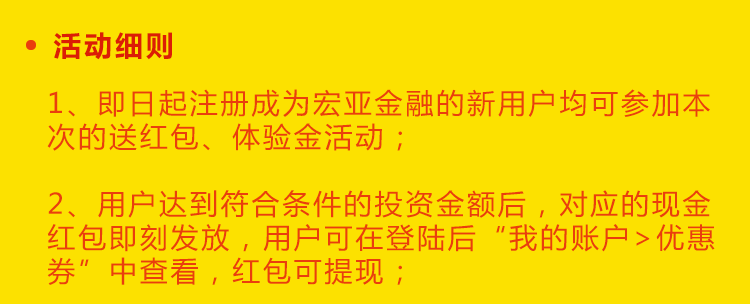 • 活动细则
1、即日起注册成为宏亚金融的新用户均可参加本
次的送红包、体验金活动；
2、用户达到符合条件的投资金额后，对应的现金
红包即刻发放，用户可在登陆后“我的账户>优惠
券”中查看，红包可提现；